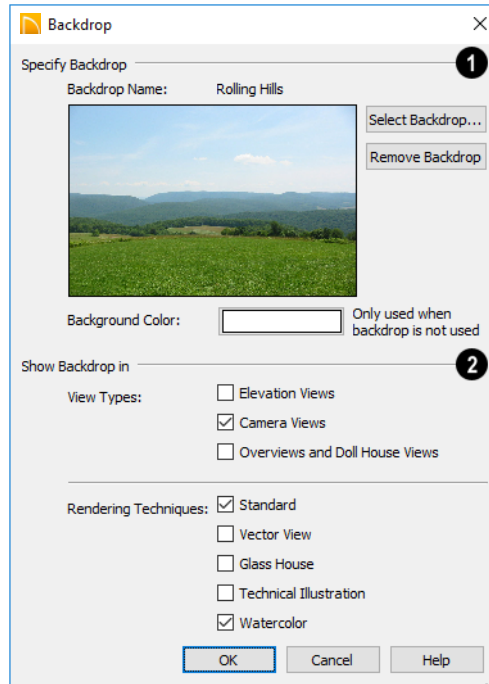 Backdrop
Specify Backdrop
1
Backdrop Name: Rolling Hills
Select Backdrop...
Remove Backdrop
Background Color:
Only used when
backdrop is not used
Show Backdrop in
2
View Types:
Elevation Views
Camera Views
Overviews and Doll House Views
Rendering Techniques:
Standard
Vector View
Glass House
Technical Illustration
Watercolor
OK Cancel Help